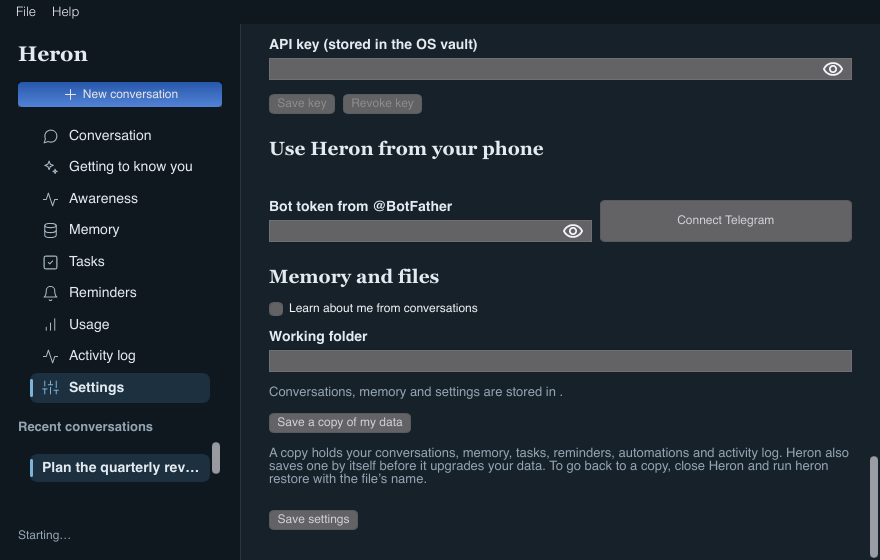 File Help
Heron
New conversation
Conversation
Getting to know you
Awareness
Memory
Tasks
Reminders
Usage
Activity log
Settings
Recent conversations
Plan the quarterly rev...
Starting...
API key (stored in the OS vault)
Save key Revoke key
Use Heron from your phone
Bot token from @BotFather
Connect Telegram
Memory and files
Learn about me from conversations
Working folder
Conversations, memory and settings are stored in .
Save a copy of my data
A copy holds your conversations, memory, tasks, reminders, automations and activity log. Heron also
saves one by itself before it upgrades your data. To go back to a copy, close Heron and run heron
restore with the file’s name.
Save settings